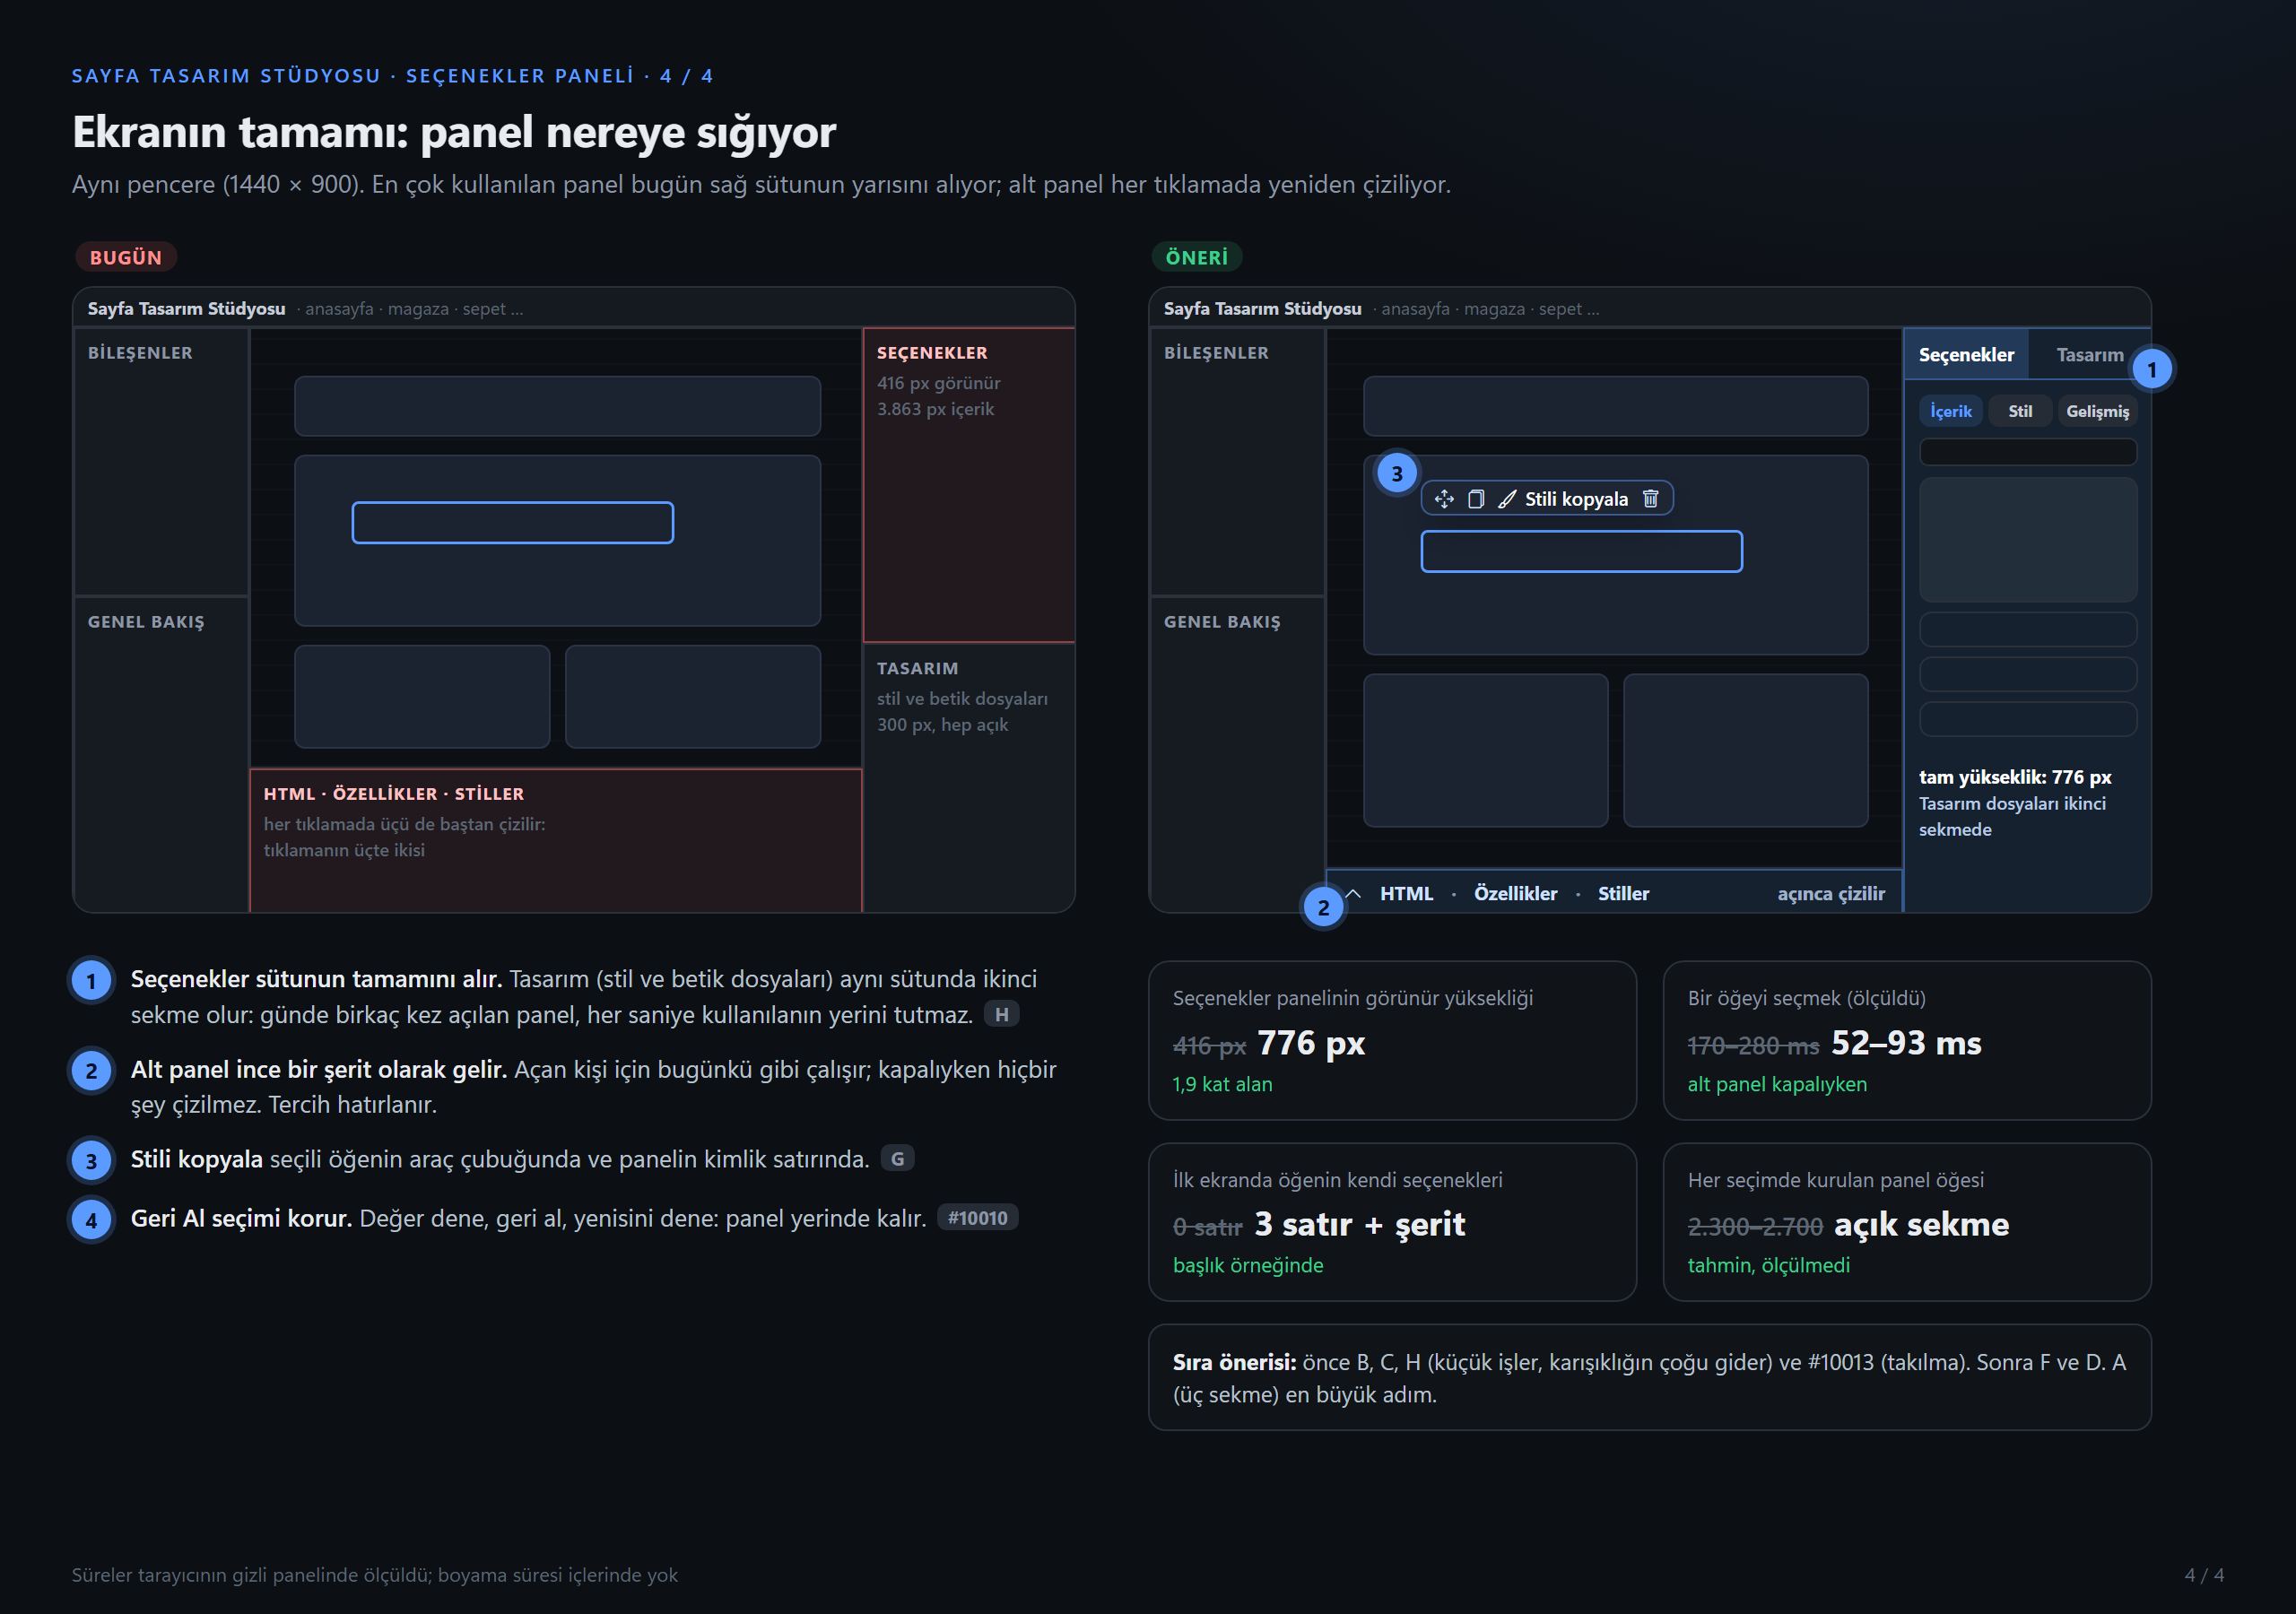 SAYFA TASARIM STÜDYOSU · SEÇENEKLER PANELİ · 4 / 4
Ekranın tamamı: panel nereye sığıyor
Aynı pencere (1440 × 900). En çok kullanılan panel bugün sağ sütunun yarısını alıyor; alt panel her tıklamada yeniden çiziliyor.
BUGÜN
Sayfa Tasarım Stüdyosu · anasayfa · magaza · sepet ...
BİLEŞENLER
SEÇENEKLER
416 px görünür
3.863 px içerik
GENEL BAKIŞ
TASARIM
stil ve betik dosyaları
300 px, hep açık
HTML · ÖZELLİKLER · STİLLER
her tıklamada üçü de baştan çizilir:
tıklamanın üçte ikisi
ÖNERİ
Sayfa Tasarım Stüdyosu · anasayfa · magaza · sepet ...
BİLEŞENLER
Seçenekler Tasarım
1
İçerik Stil Gelişmiş
3
Stili kopyala
GENEL BAKIŞ
tam yükseklik: 776 px
Tasarım dosyaları ikinci
sekmede
2
HTML · Özellikler · Stiller açınca çizilir
1 Seçenekler sütunun tamamını alır. Tasarım (stil ve betik dosyaları) aynı sütunda ikinci
sekme olur: günde birkaç kez açılan panel, her saniye kullanılanın yerini tutmaz. H
2 Alt panel ince bir şerit olarak gelir. Açan kişi için bugünkü gibi çalışır; kapalıyken hiçbir
şey çizilmez. Tercih hatırlanır.
3 Stili kopyala seçili öğenin araç çubuğunda ve panelin kimlik satırında. G
4 Geri Al seçimi korur. Değer dene, geri al, yenisini dene: panel yerinde kalır. #10010
Seçenekler panelinin görünür yüksekliği
416 px 776 px
1,9 kat alan
Bir öğeyi seçmek (ölçüldü)
170–280 ms 52–93 ms
alt panel kapalıyken
İlk ekranda öğenin kendi seçenekleri
0 satır 3 satır + şerit
başlık örneğinde
Her seçimde kurulan panel öğesi
2.300–2.700 açık sekme
tahmin, ölçülmedi
Sıra önerisi: önce B, C, H (küçük işler, karışıklığın çoğu gider) ve #10013 (takılma). Sonra F ve D. A
(üç sekme) en büyük adım.
Süreler tarayıcının gizli panelinde ölçüldü; boyama süresi içlerinde yok
4 / 4